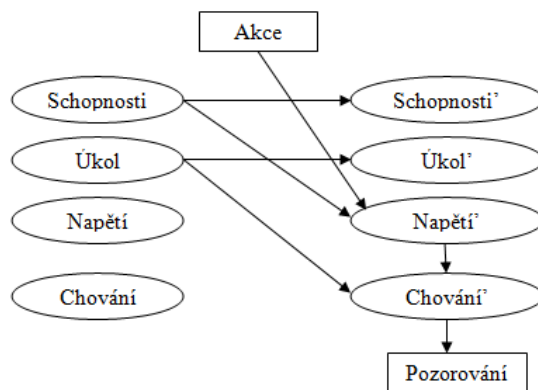 Akce
Schopnosti
Schopnosti’
Úkol
Úkol’
Napětí
Napětí’
Chování
Chování’
Pozorování